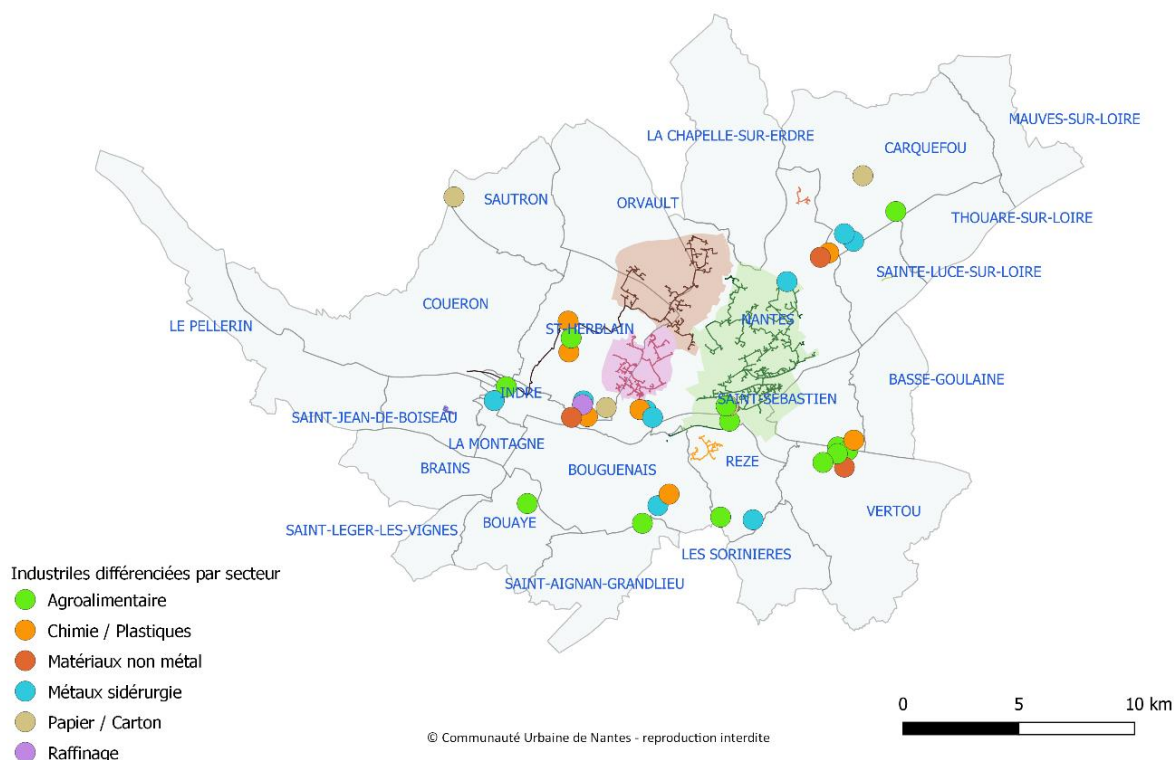 LA CHAPELLE-SUR-ERDRE
MAUVES-SUR-LOIRE
CARQUEFOU
SAUTRON
ORVAULT
THOUARE-SUR-LOIRE
SAINTE-LUCE-SUR-LOIRE
COUERON
LE PELLERIN
ST-HERBLAIN
NANTES
BASSE-GOULAINE
INDRE
SAINT-SEBASTIEN
SAINT-JEAN-DE-BOISEAU
LA MONTAGNE
BRAINS
BOUGUENAIS
REZE
VERTOU
SAINT-LEGER-LES-VIGNES
BOUAYE
LES SORINIERES
SAINT-AIGNAN-GRANDLIEU
Industriles différenciées par secteur
Agroalimentaire
Chimie / Plastiques
Matériaux non métal
Métaux sidérurgie
Papier / Carton
Raffinage
0 5 10 km
© Communauté Urbaine de Nantes - reproduction interdite